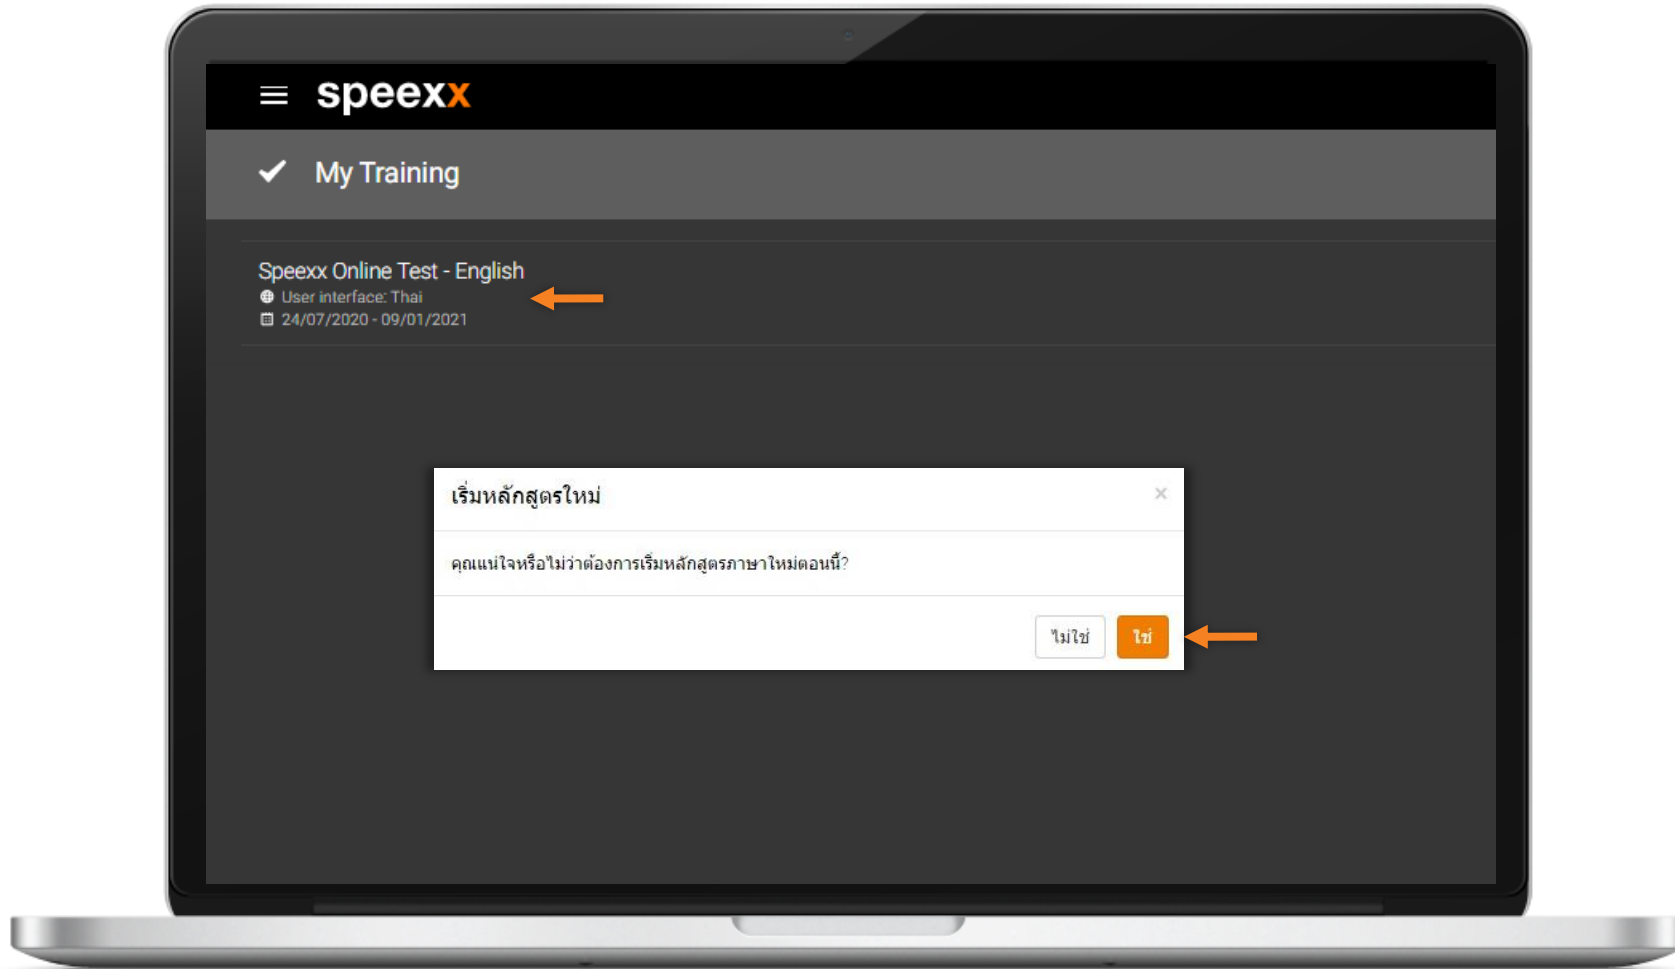 speexx
My Training
Speexx Online Test - English
User interface: Thai
24/07/2020 - 09/01/2021
เริ่มหลักสูตรใหม่
×
คุณแน่ใจหรือไม่ว่าต้องการเริ่มหลักสูตรภาษาใหม่ตอนนี้?
ไม่ใช่
ใช่